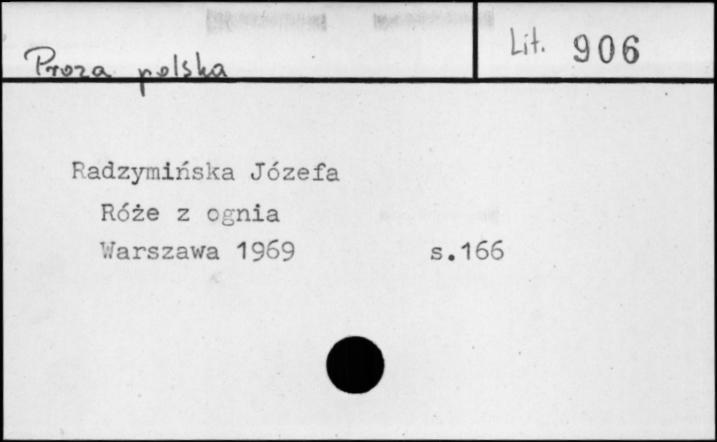 Proza polska
Lit. 906
Radzymińska Józefa
Róże z ognia
Warszawa 1969 s.166